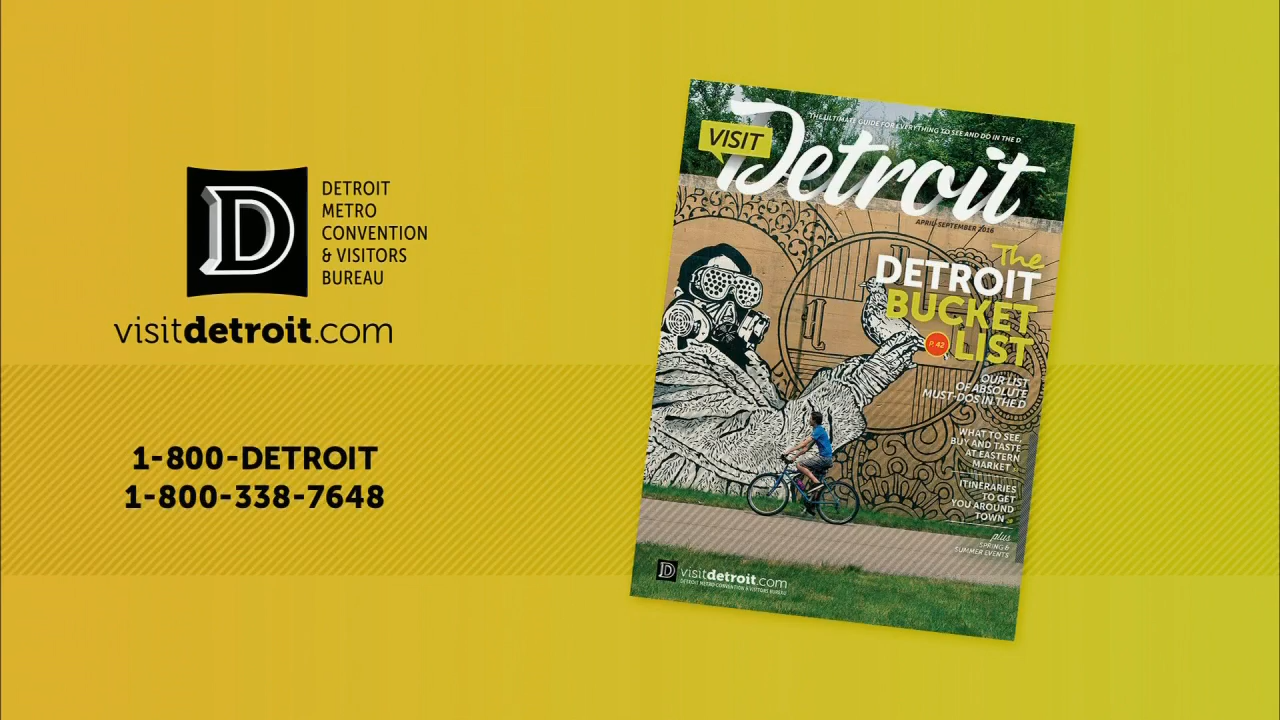 DETROIT
METRO
CONVENTION
& VISITORS
BUREAU
visitdetroit.com
1-800-DETROIT
1-800-338-7648
THE ULTIMATE GUIDE FOR EVERYTHING TO SEE AND DO IN THE D
VISIT
Detroit
APRIL-SEPTEMBER 2016
The
DETROIT
BUCKET
P. 42 LIST
OUR LIST
OF ABSOLUTE
MUST-DOS IN THE D
WHAT TO SEE,
BUY AND TASTE
AT EASTERN
MARKET
ITINERARIES
TO GET
YOU AROUND
TOWN
plus
SPRING &
SUMMER EVENTS
D visitdetroit.com
DETROIT METRO CONVENTION & VISITORS BUREAU